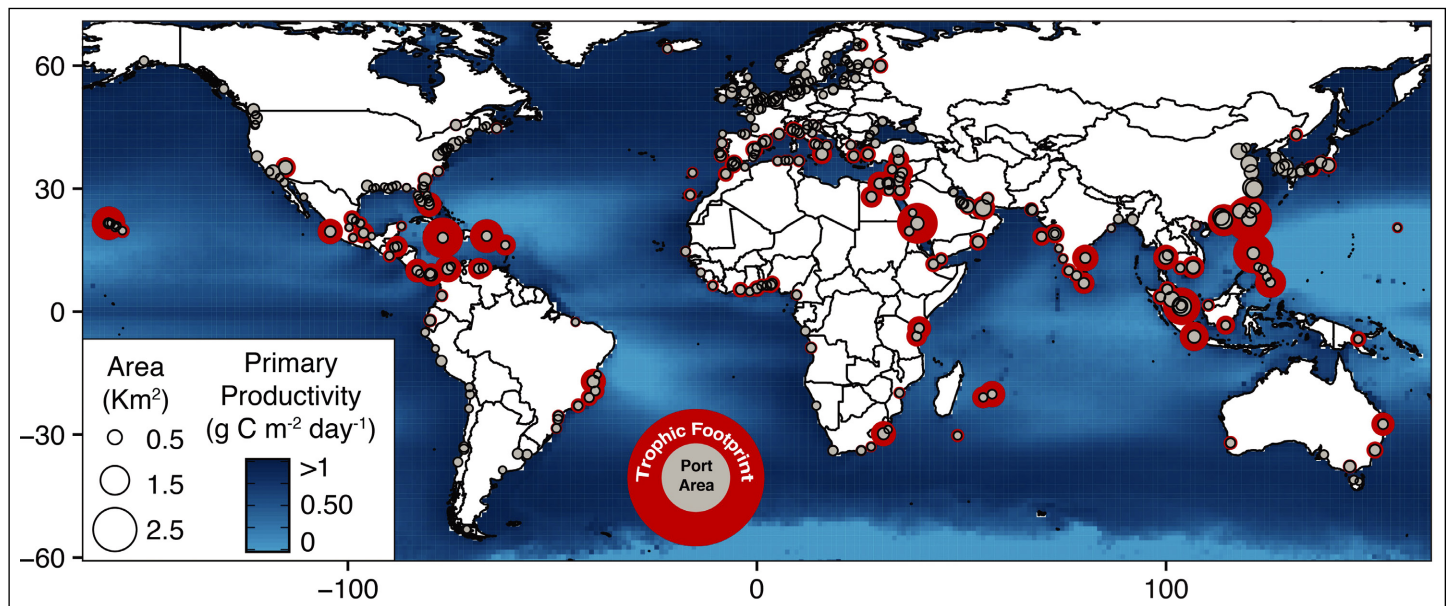 60
30
0
−30
−60
−100
0
100
Area
(Km²)
0.5
1.5
2.5
Primary
Productivity
(g C m⁻² day⁻¹)
>1
0.50
0
Trophic Footprint
Port
Area